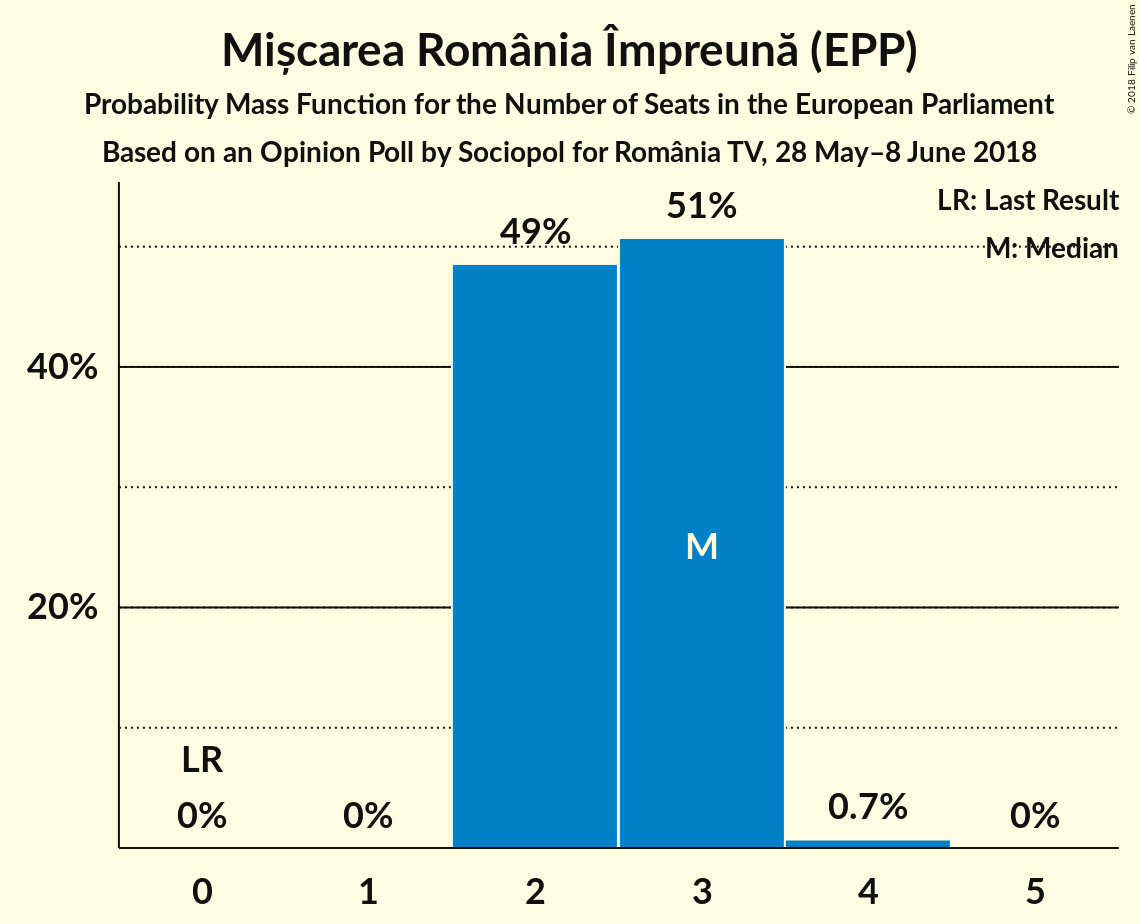 Mișcarea România Împreună (EPP)
Probability Mass Function for the Number of Seats in the European Parliament
Based on an Opinion Poll by Sociopol for România TV, 28 May–8 June 2018
© 2018 Filip van Laenen
LR: Last Result
M: Median
51%
49%
40%
M
20%
LR
0%
0%
0.7%
0%
0
1
2
3
4
5